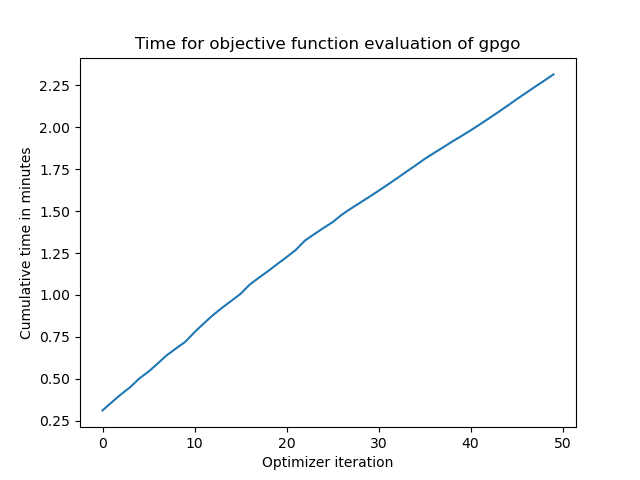 Time for objective function evaluation of gpgo
2.25
2.00
1.75
1.50
1.25
1.00
0.75
0.50
0.25
Cumulative time in minutes
0 10 20 30 40 50
Optimizer iteration